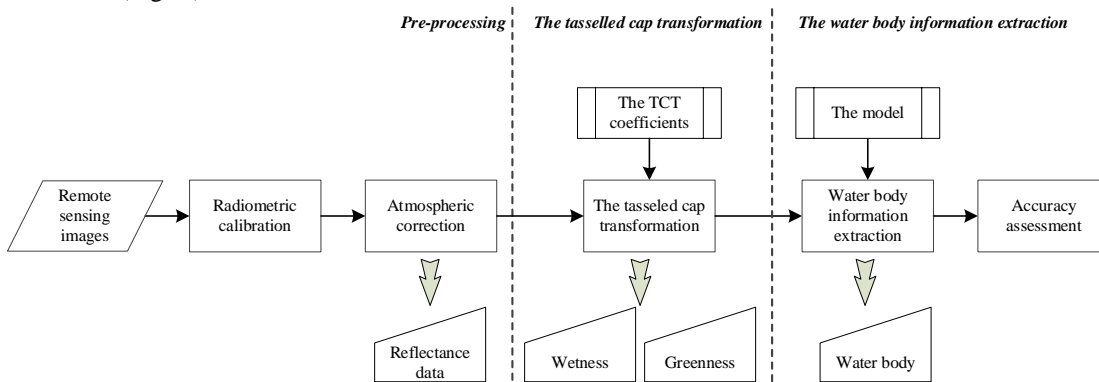 Pre-processing
The tasselled cap transformation
The water body information extraction
The TCT
coefficients
The model
Remote
sensing
images
Radiometric
calibration
Atmospheric
correction
The tasseled cap
transformation
Water body
information
extraction
Accuracy
assessment
Reflectance
data
Wetness
Greenness
Water body